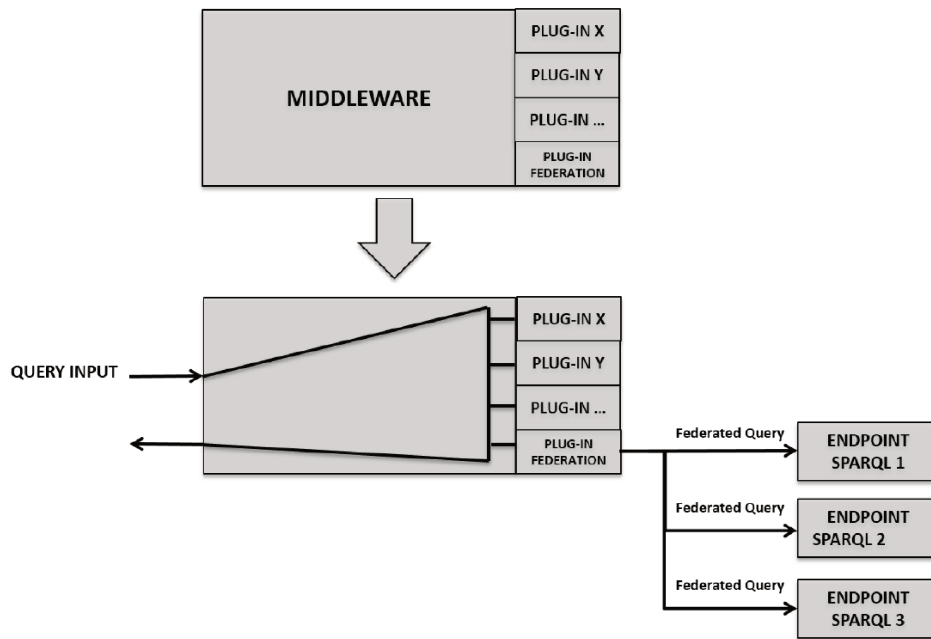 MIDDLEWARE
PLUG-IN X
PLUG-IN Y
PLUG-IN ...
PLUG-IN
FEDERATION
QUERY INPUT
PLUG-IN X
PLUG-IN Y
PLUG-IN ...
PLUG-IN
FEDERATION
Federated Query
ENDPOINT
SPARQL 1
Federated Query
ENDPOINT
SPARQL 2
Federated Query
ENDPOINT
SPARQL 3